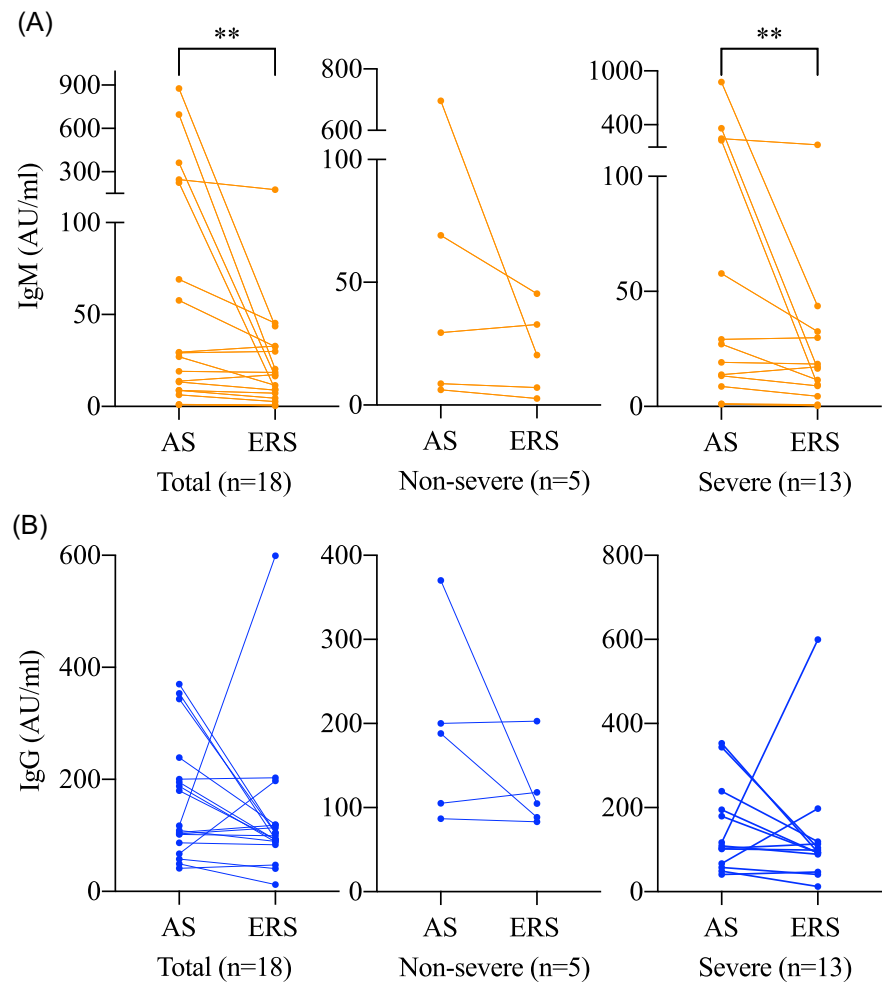 (A)
** **
IgM (AU/ml)
900
600
300
100
50
0
AS ERS
Total (n=18)
800
600
100
50
0
AS ERS
Non-severe (n=5)
1000
400
100
50
0
AS ERS
Severe (n=13)
(B)
IgG (AU/ml)
600
400
200
0
AS ERS
Total (n=18)
400
300
200
100
0
AS ERS
Non-severe (n=5)
800
600
400
200
0
AS ERS
Severe (n=13)